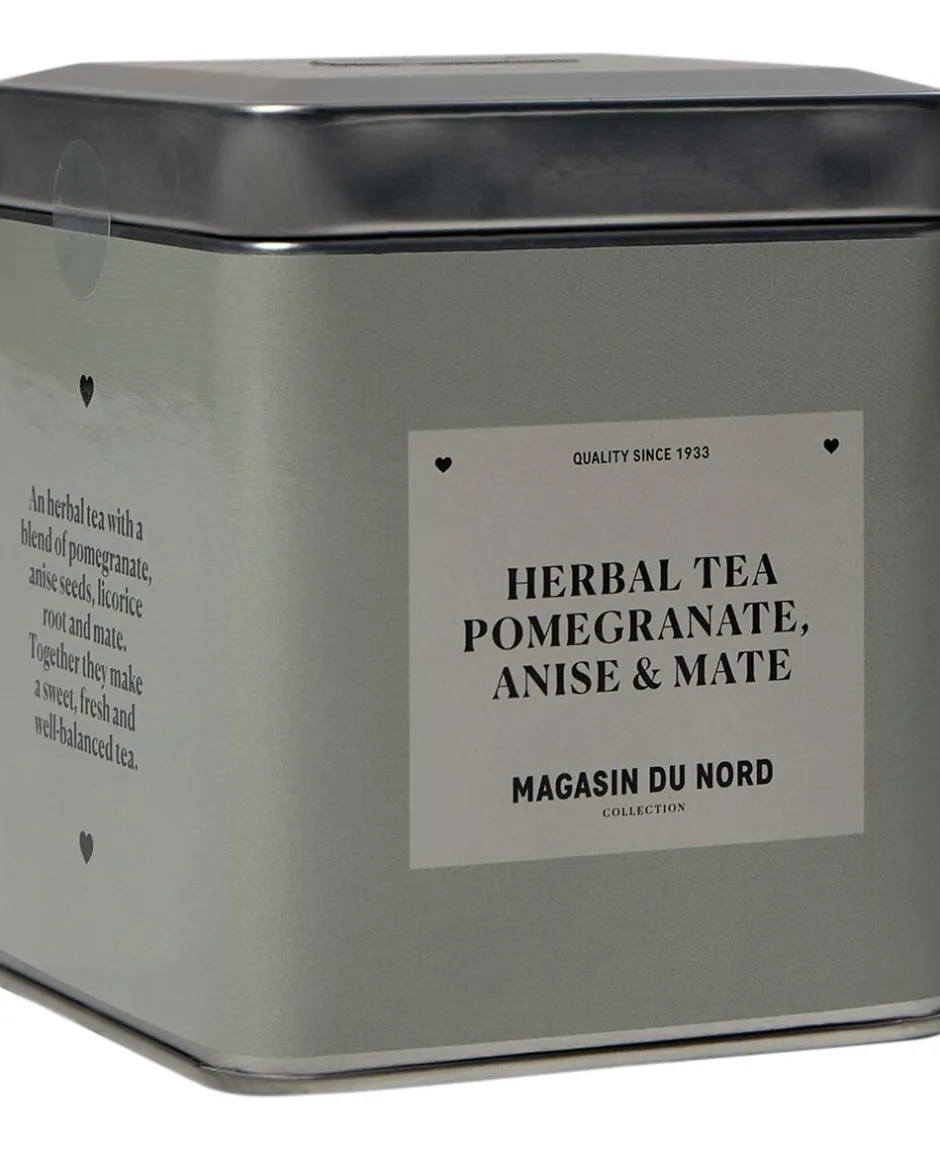 An herbal tea with a
blend of pomegranate,
anise seeds, licorice
root and mate.
Together they make
a sweet, fresh and
well-balanced tea.
QUALITY SINCE 1933
HERBAL TEA
POMEGRANATE,
ANISE & MATE
MAGASIN DU NORD
COLLECTION